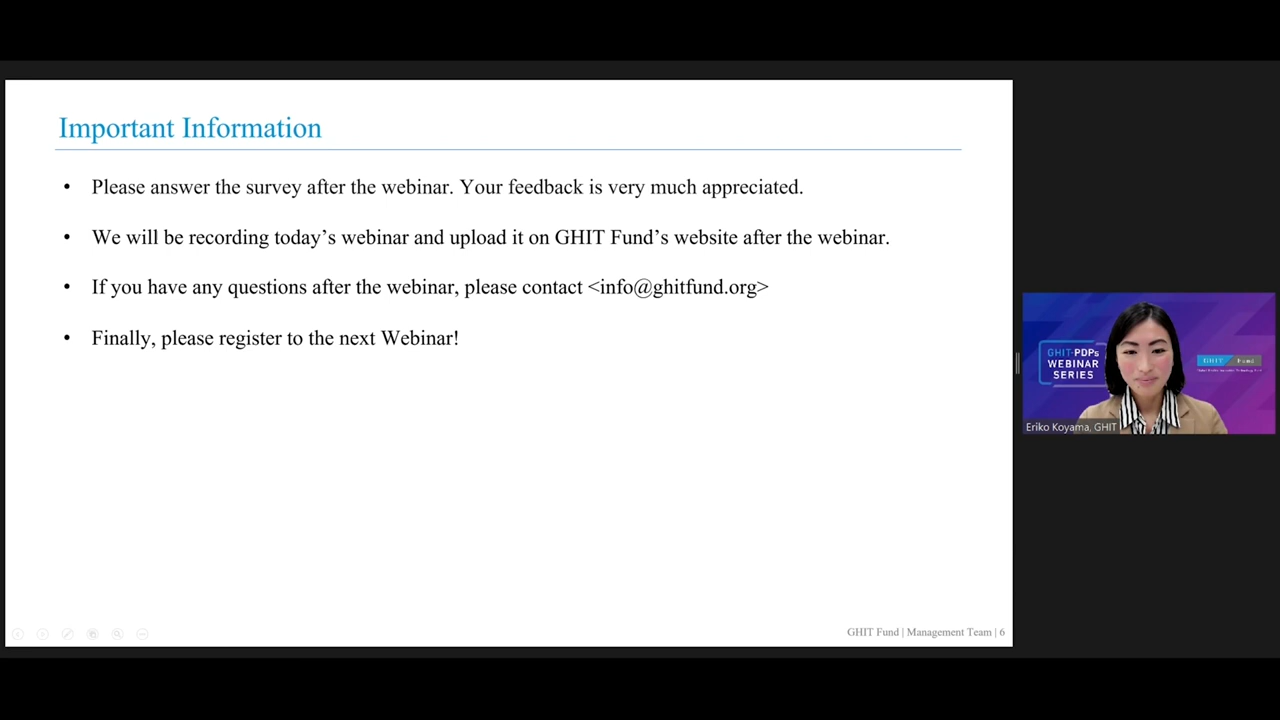 Important Information
• Please answer the survey after the webinar. Your feedback is very much appreciated.
• We will be recording today’s webinar and upload it on GHIT Fund’s website after the webinar.
• If you have any questions after the webinar, please contact <info@ghitfund.org>
• Finally, please register to the next Webinar!
GHIT Fund | Management Team | 6
GHIT-PDPs
WEBINAR
SERIES
GHIT Fund
Eriko Koyama, GHIT